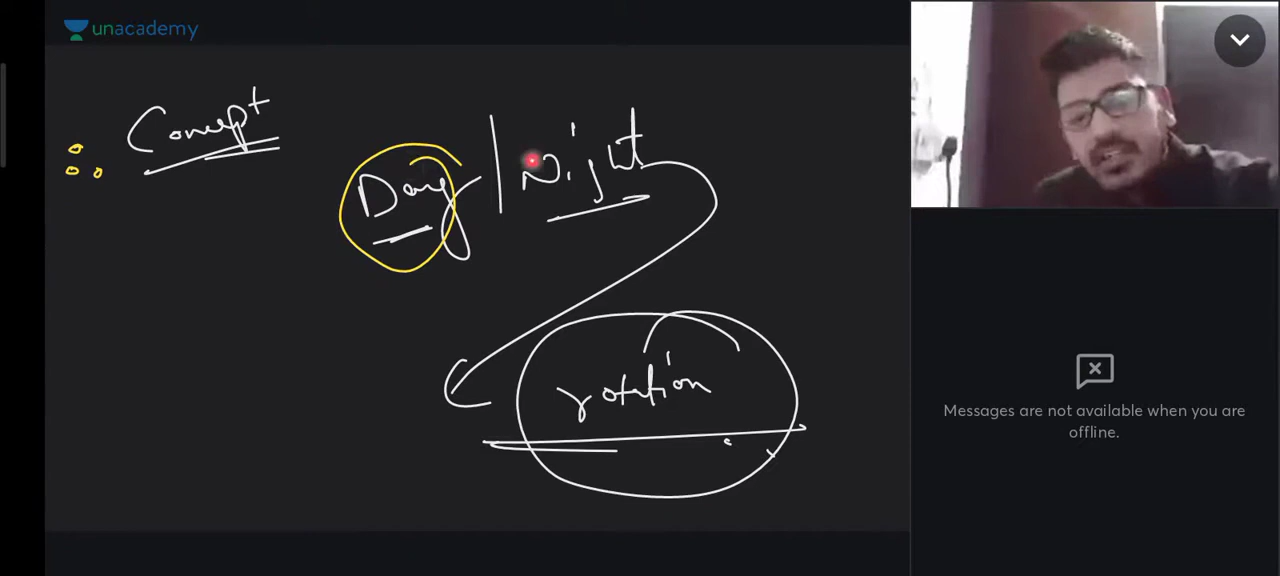 unacademy
Concept
Day | Night
rotation
Messages are not available when you are
offline.